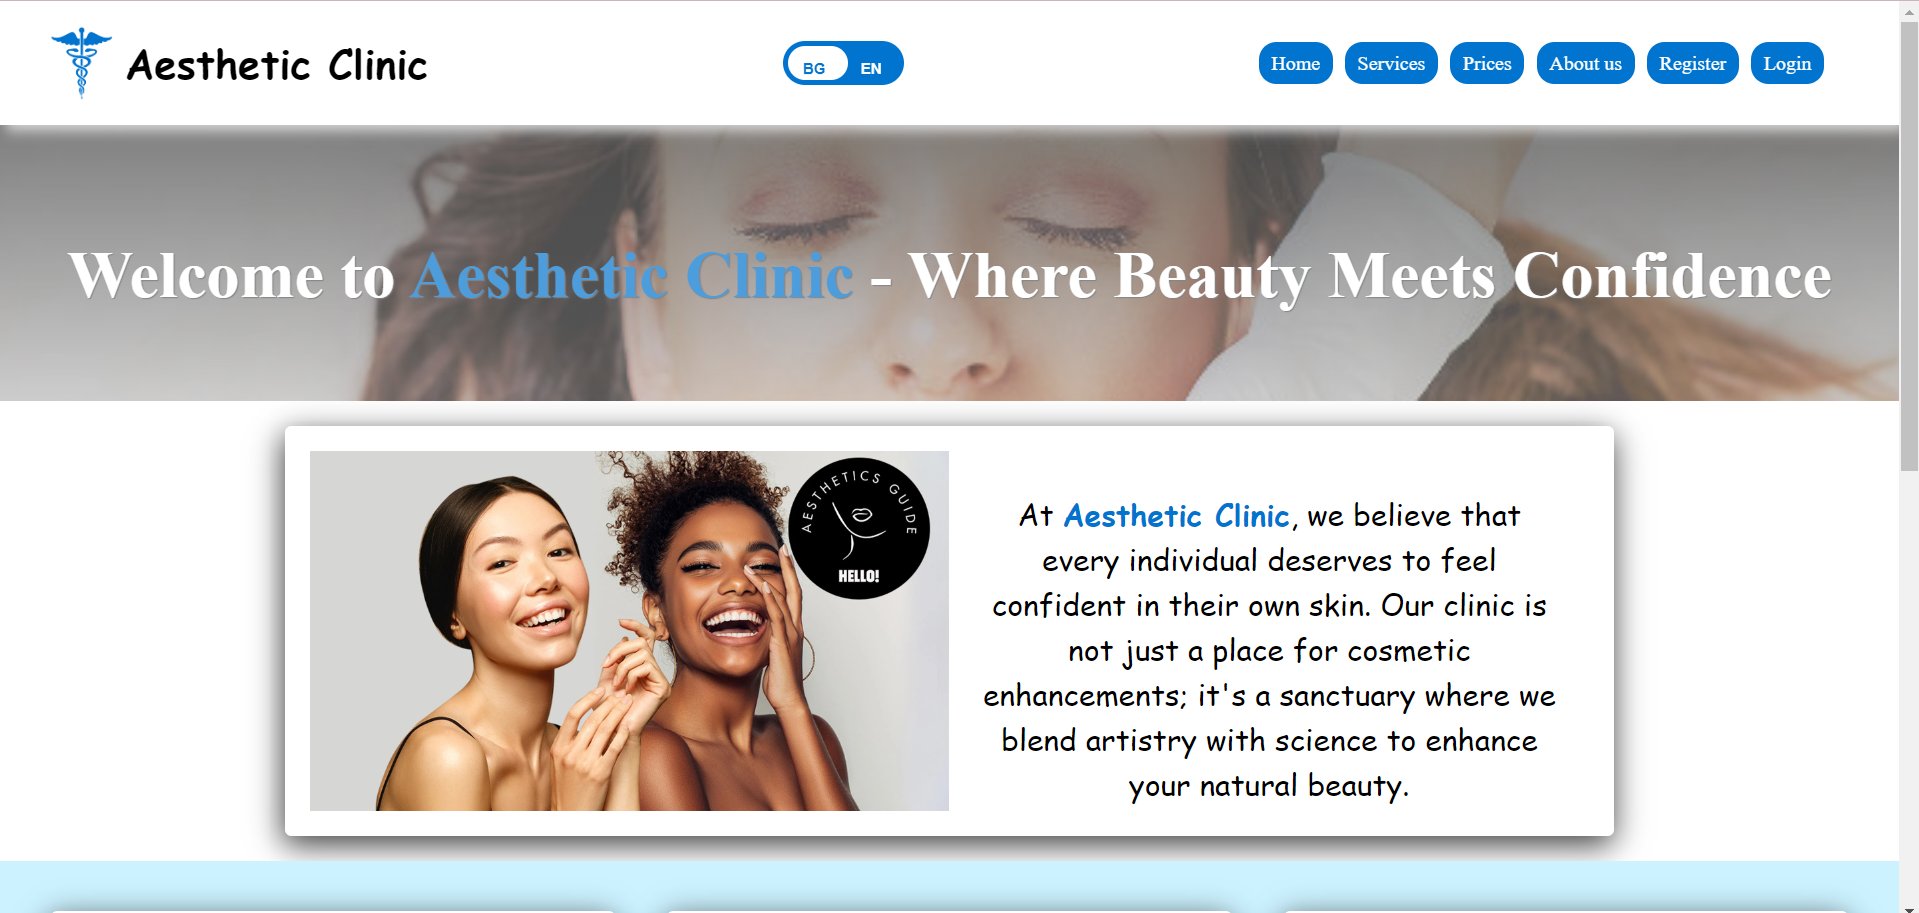 Aesthetic Clinic
BG EN
Home Services Prices About us Register Login
Welcome to Aesthetic Clinic - Where Beauty Meets Confidence
AESTHETICS GUIDE
HELLO!
At Aesthetic Clinic, we believe that
every individual deserves to feel
confident in their own skin. Our clinic is
not just a place for cosmetic
enhancements; it's a sanctuary where we
blend artistry with science to enhance
your natural beauty.